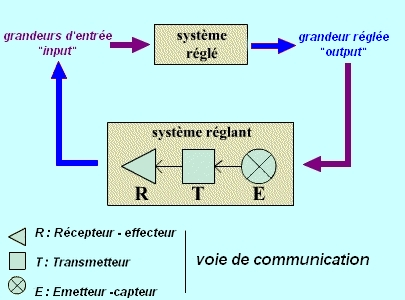 grandeurs d'entrée
"input"
système
réglé
grandeur réglée
"output"
système réglant
R T E
R : Récepteur - effecteur
T : Transmetteur
E : Emetteur -capteur
voie de communication